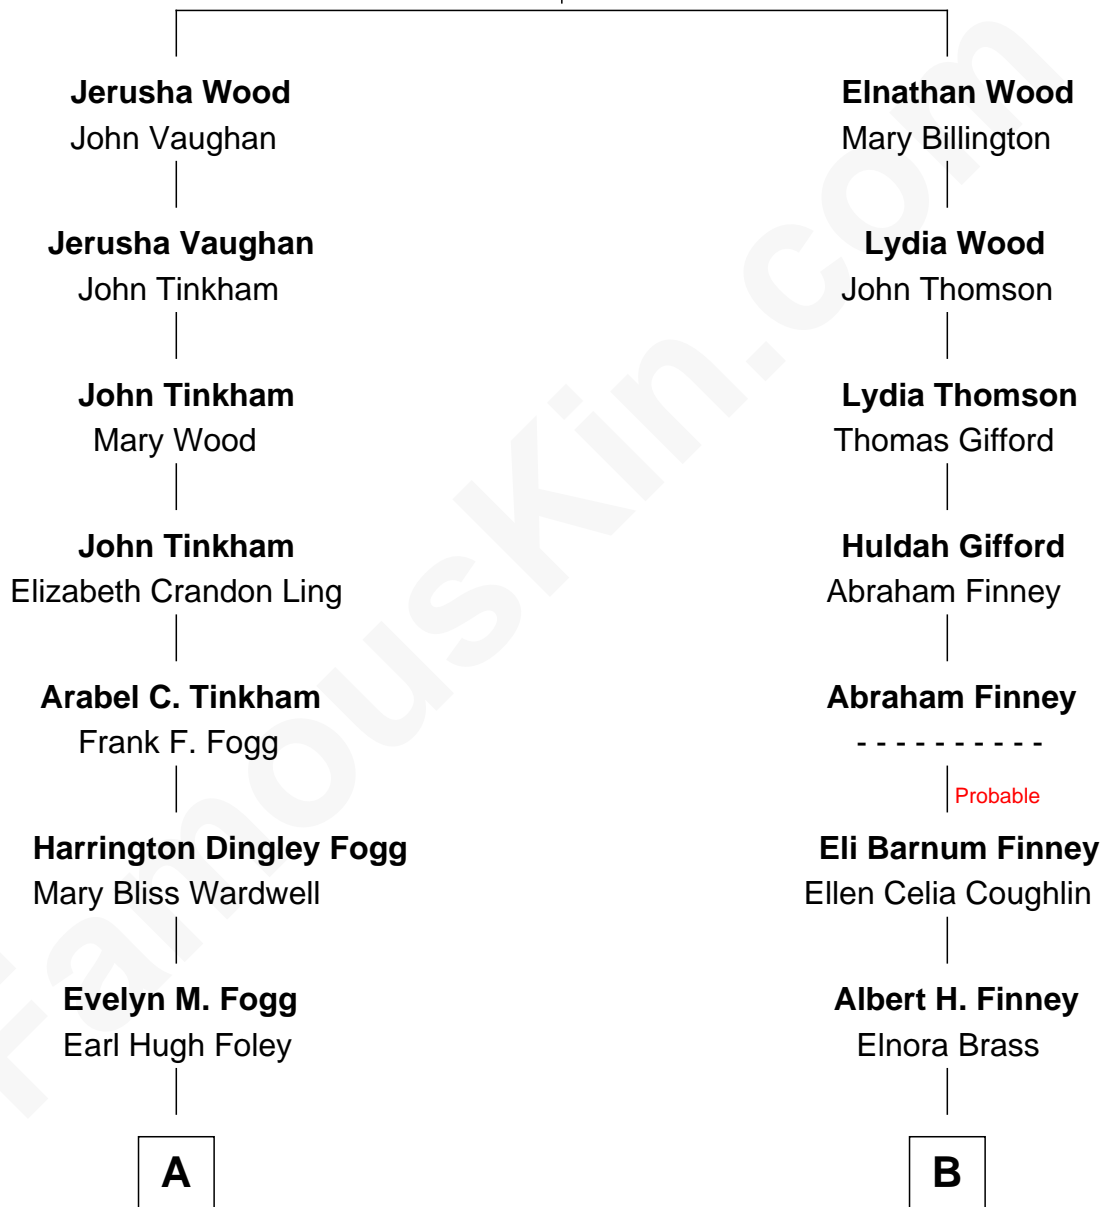 Jerusha Wood
John Vaughan
Elnathan Wood
Mary Billington
Jerusha Vaughan
John Tinkham
Lydia Wood
John Thomson
John Tinkham
Mary Wood
Lydia Thomson
Thomas Gifford
John Tinkham
Elizabeth Crandon Ling
Huldah Gifford
Abraham Finney
Arabel C. Tinkham
Frank F. Fogg
Abraham Finney
- - - - - - - - - -
Probable
Harrington Dingley Fogg
Mary Bliss Wardwell
Eli Barnum Finney
Ellen Celia Coughlin
Evelyn M. Fogg
Earl Hugh Foley
Albert H. Finney
Elnora Brass
A
B
FamousKin.com